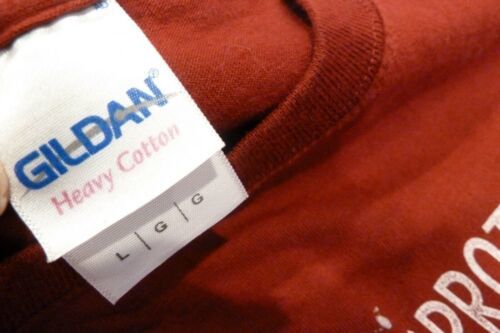 GILDAN®
Heavy Cotton
L | G | G
PROT